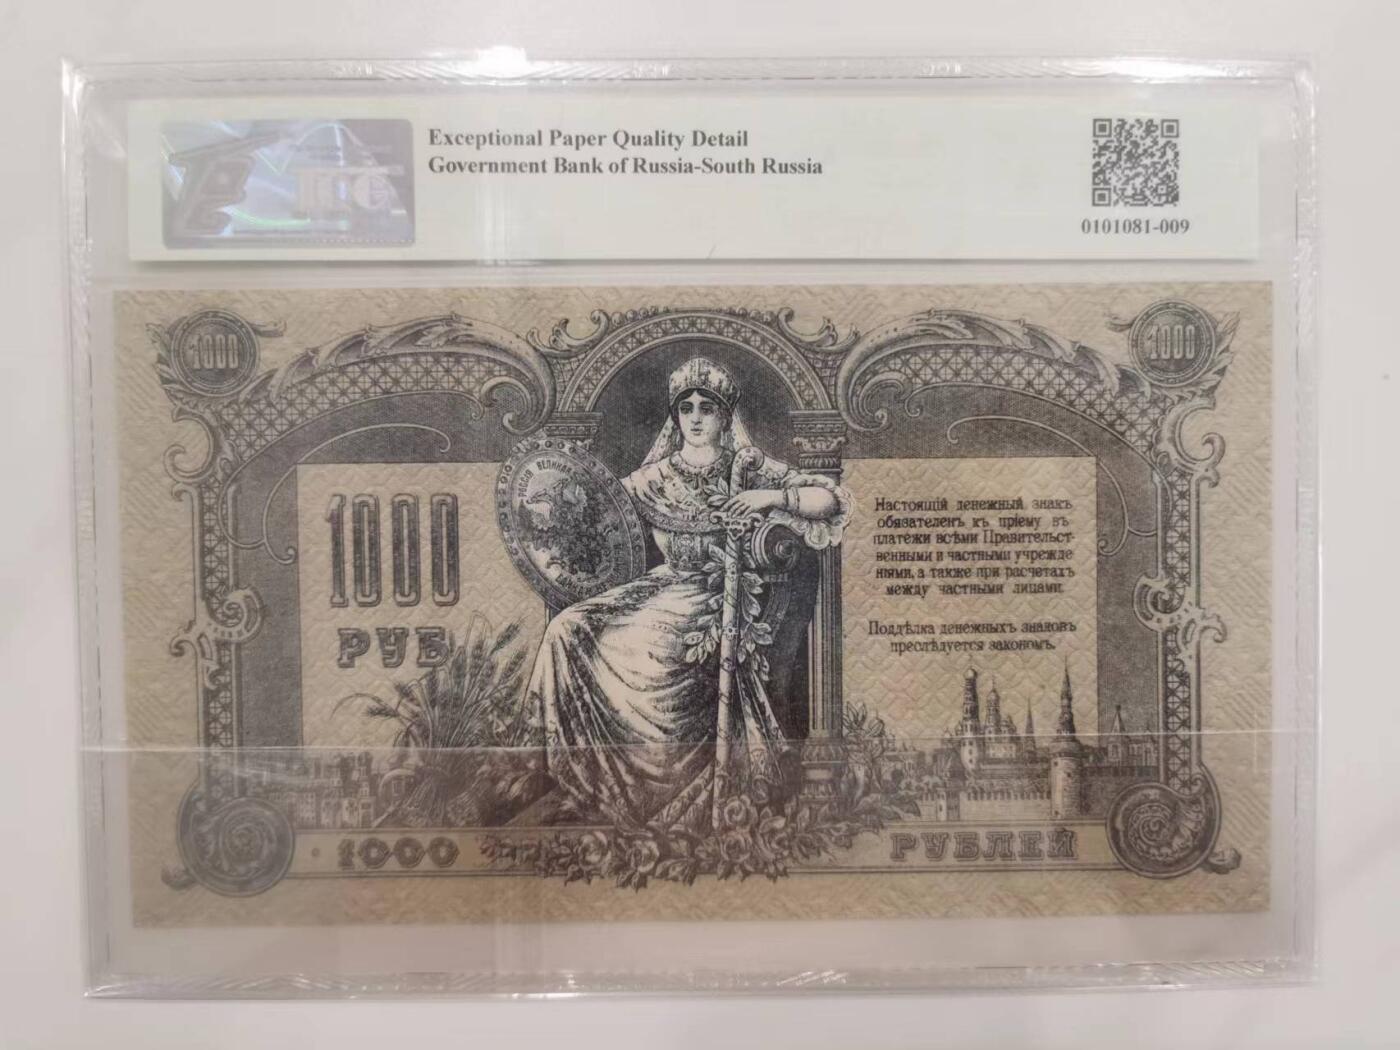 Exceptional Paper Quality Detail
Government Bank of Russia-South Russia
0101081-009
1000
1000
РОССІЯ ВЕЛИКАЯ
1000
РУБ
Настоящій денежный знакъ
обязателенъ къ пріему въ
платежи всѣми Правительст-
венными и частными учрежде
ніями, а также при расчетахъ
между частными лицами.
Поддѣлка денежныхъ знаковъ
преслѣдуется закономъ.
1000
РУБЛЕЙ